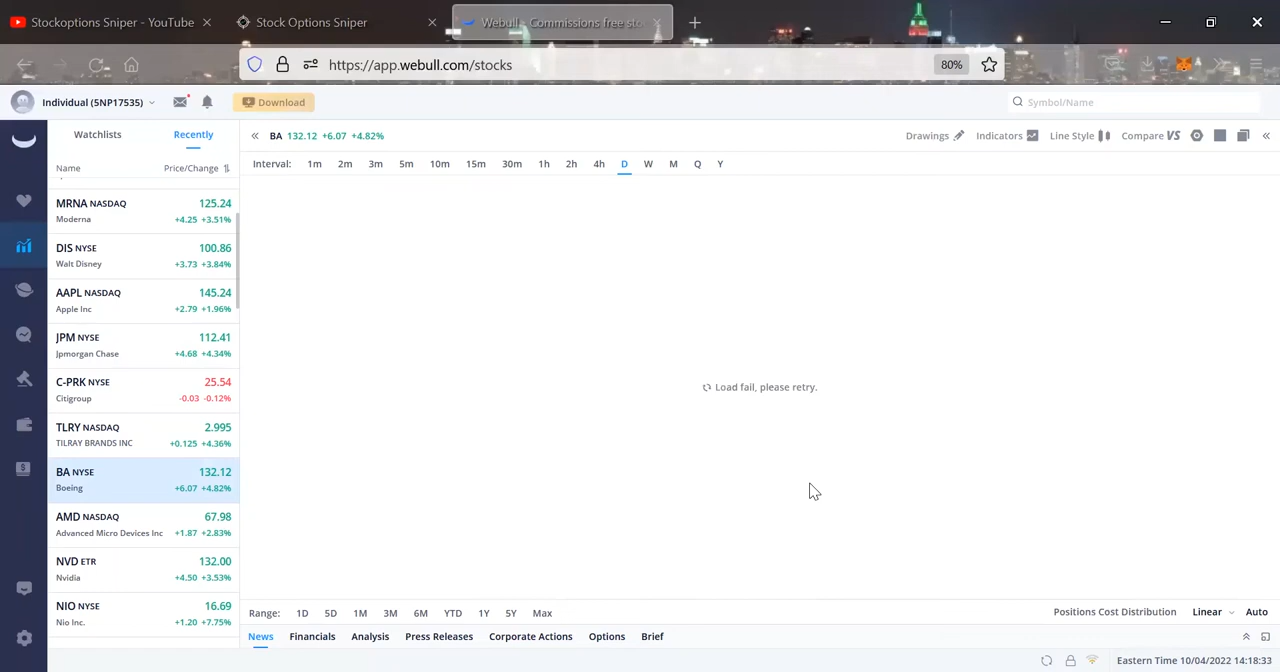 Stockoptions Sniper - YouTube
Stock Options Sniper
Webull - Commissions free sto
https://app.webull.com/stocks
80%
Individual (5NP17535)
Download
Symbol/Name
Watchlists
Recently
BA 132.12 +6.07 +4.82%
Drawings
Indicators
Line Style
Compare VS
Name
Price/Change
Interval: 1m 2m 3m 5m 10m 15m 30m 1h 2h 4h D W M Q Y
MRNA NASDAQ 125.24
Moderna +4.25 +3.51%
DIS NYSE 100.86
Walt Disney +3.73 +3.84%
AAPL NASDAQ 145.24
Apple Inc +2.79 +1.96%
JPM NYSE 112.41
Jpmorgan Chase +4.68 +4.34%
C-PRK NYSE 25.54
Citigroup -0.03 -0.12%
TLRY NASDAQ 2.995
TILRAY BRANDS INC +0.125 +4.36%
BA NYSE 132.12
Boeing +6.07 +4.82%
AMD NASDAQ 67.98
Advanced Micro Devices Inc +1.87 +2.83%
NVD ETR 132.00
Nvidia +4.50 +3.53%
NIO NYSE 16.69
Nio Inc. +1.20 +7.75%
Load fail, please retry.
Range: 1D 5D 1M 3M 6M YTD 1Y 5Y Max
Positions Cost Distribution Linear Auto
News Financials Analysis Press Releases Corporate Actions Options Brief
Eastern Time 10/04/2022 14:18:33